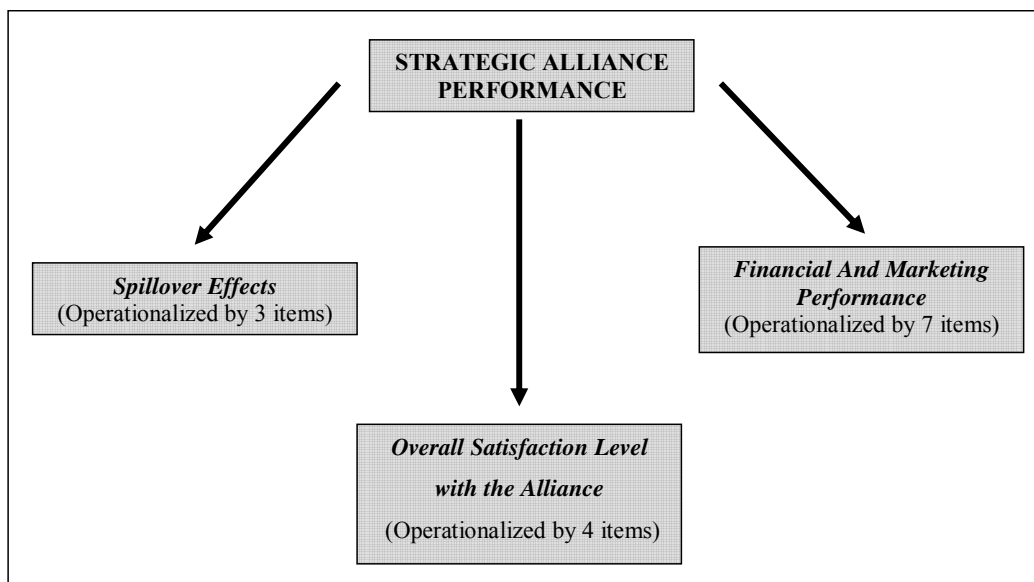 STRATEGIC ALLIANCE
PERFORMANCE
Spillover Effects
(Operationalized by 3 items)
Financial And Marketing
Performance
(Operationalized by 7 items)
Overall Satisfaction Level
with the Alliance
(Operationalized by 4 items)